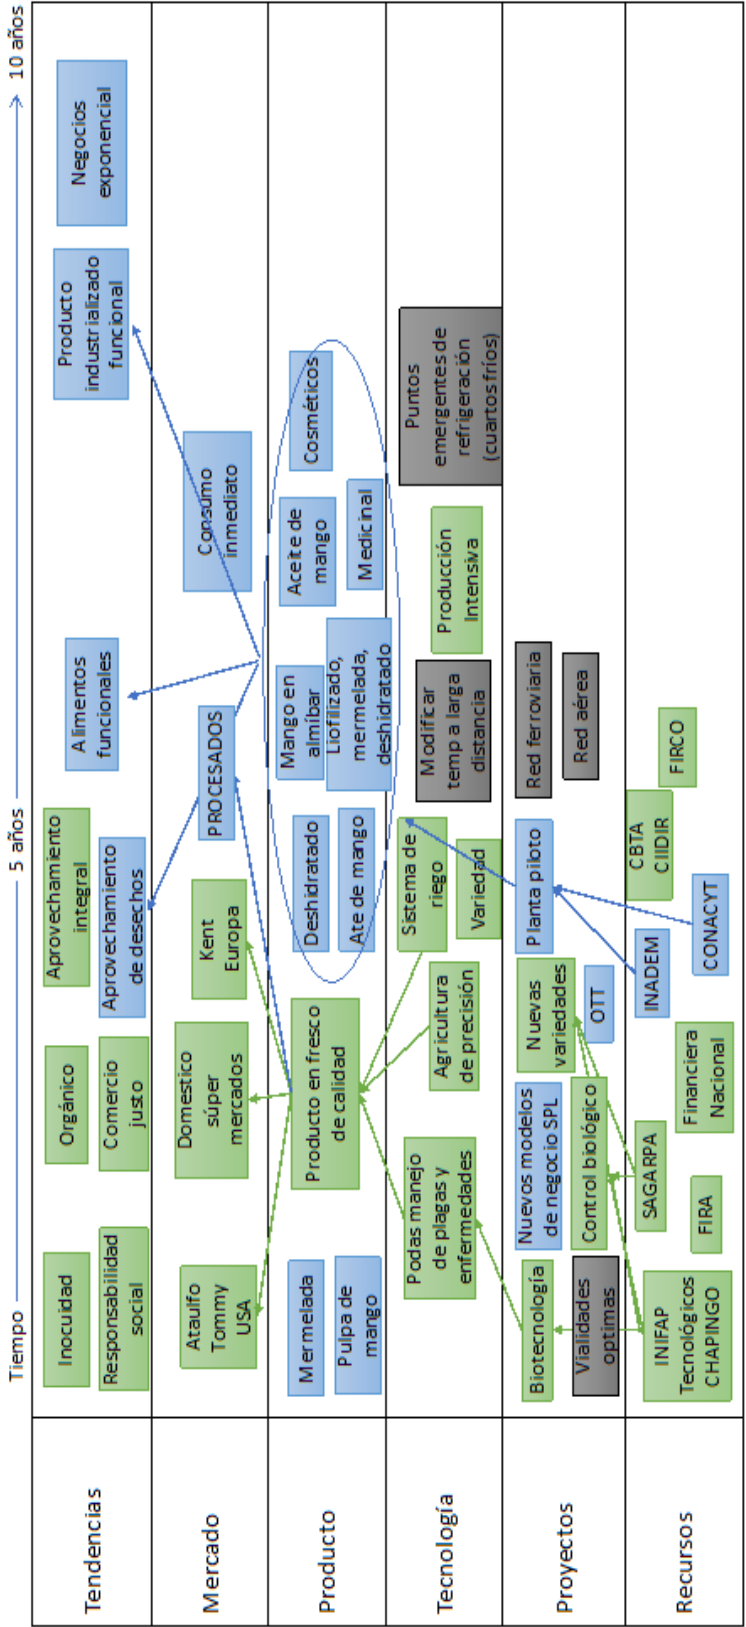 Tiempo
5 años
10 años
Tendencias
Inocuidad
Responsabilidad
social
Orgánico
Comercio
justo
Aprovechamiento
integral
Aprovechamiento
de desechos
Alimentos
funcionales
Producto
industrializado
funcional
Negocios
exponencial
Mercado
Ataulfo
Tommy
USA
Domestico
súper
mercados
Kent
Europa
PROCESADOS
Consumo
inmediato
Producto
Mermelada
Pulpa de
mango
Producto en fresco
de calidad
Deshidratado
Ate de mango
Mango en
almíbar
Liofilizado,
mermelada,
deshidratado
Aceite de
mango
Medicinal
Cosméticos
Tecnología
Podas manejo
de plagas y
enfermedades
Agricultura
de precisión
Sistema de
riego
Variedad
Modificar
temp a larga
distancia
Producción
Intensiva
Puntos
emergentes de
refrigeración
(cuartos fríos)
Proyectos
Biotecnología
Vialidades
optimas
Nuevos modelos
de negocio SPL
Control biológico
Nuevas
variedades
OTT
Planta piloto
Red ferroviaria
Red aérea
Recursos
INIFAP
Tecnológicos
CHAPINGO
SAGARPA
FIRA
Financiera
Nacional
INADEM
CONACYT
CBTA
CIIDIR
FIRCO